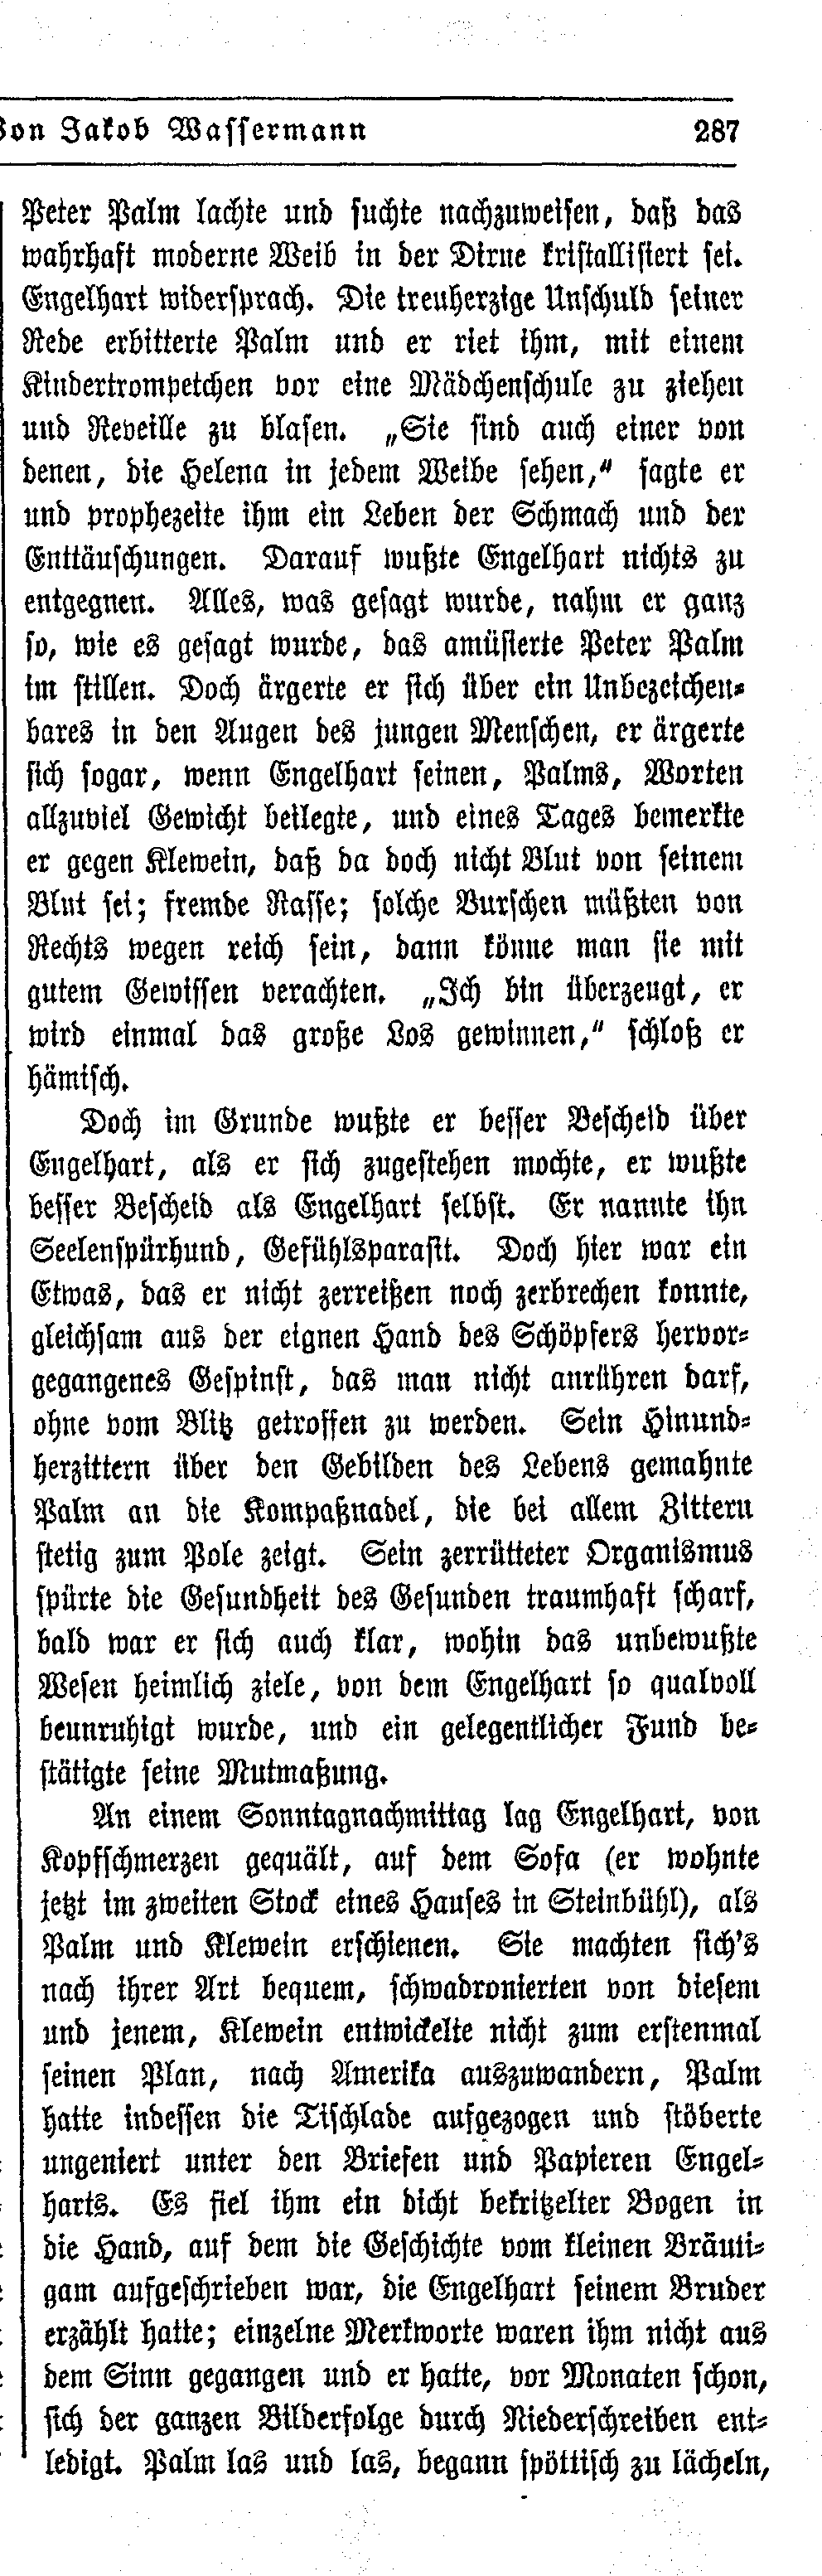 Von Jakob Wassermann 287
Peter Palm lachte und suchte nachzuweisen, daß das
wahrhaft moderne Weib in der Dirne kristallisiert sei.
Engelhart widersprach. Die treuherzige Unschuld seiner
Rede erbitterte Palm und er riet ihm, mit einem
Kindertrompetchen vor eine Mädchenschule zu ziehen
und Reveille zu blasen. „Sie sind auch einer von
denen, die Helena in jedem Weibe sehen,“ sagte er
und prophezeite ihm ein Leben der Schmach und der
Enttäuschungen. Darauf wußte Engelhart nichts zu
entgegnen. Alles, was gesagt wurde, nahm er ganz
so, wie es gesagt wurde, das amüsierte Peter Palm
im stillen. Doch ärgerte er sich über ein Unbezeichen-
bares in den Augen des jungen Menschen, er ärgerte
sich sogar, wenn Engelhart seinen, Palms, Worten
allzuviel Gewicht beilegte, und eines Tages bemerkte
er gegen Klewein, daß da doch nicht Blut von seinem
Blut sei; fremde Rasse; solche Burschen müßten von
Rechts wegen reich sein, dann könne man sie mit
gutem Gewissen verachten. „Ich bin überzeugt, er
wird einmal das große Los gewinnen,“ schloß er
hämisch.
Doch im Grunde wußte er besser Bescheid über
Engelhart, als er sich zugestehen mochte, er wußte
besser Bescheid als Engelhart selbst. Er nannte ihn
Seelenspürhund, Gefühlsparasit. Doch hier war ein
Etwas, das er nicht zerreißen noch zerbrechen konnte,
gleichsam aus der eignen Hand des Schöpfers hervor-
gegangenes Gespinst, das man nicht anrühren darf,
ohne vom Blitz getroffen zu werden. Sein Hinund-
herzittern über den Gebilden des Lebens gemahnte
Palm an die Kompaßnadel, die bei allem Zittern
stetig zum Pole zeigt. Sein zerrütteter Organismus
spürte die Gesundheit des Gesunden traumhaft scharf,
bald war er sich auch klar, wohin das unbewußte
Wesen heimlich ziele, von dem Engelhart so qualvoll
beunruhigt wurde, und ein gelegentlicher Fund be-
stätigte seine Mutmaßung.
An einem Sonntagnachmittag lag Engelhart, von
Kopfschmerzen gequält, auf dem Sofa (er wohnte
jetzt im zweiten Stock eines Hauses in Steinbühl), als
Palm und Klewein erschienen. Sie machten sich's
nach ihrer Art bequem, schwadronierten von diesem
und jenem, Klewein entwickelte nicht zum erstenmal
seinen Plan, nach Amerika auszuwandern, Palm
hatte indessen die Tischlade aufgezogen und stöberte
ungeniert unter den Briefen und Papieren Engel-
harts. Es fiel ihm ein dicht bekritzelter Bogen in
die Hand, auf dem die Geschichte vom kleinen Bräuti-
gam aufgeschrieben war, die Engelhart seinem Bruder
erzählt hatte; einzelne Merkworte waren ihm nicht aus
dem Sinn gegangen und er hatte, vor Monaten schon,
sich der ganzen Bilderfolge durch Niederschreiben ent-
ledigt. Palm las und las, begann spöttisch zu lächeln,